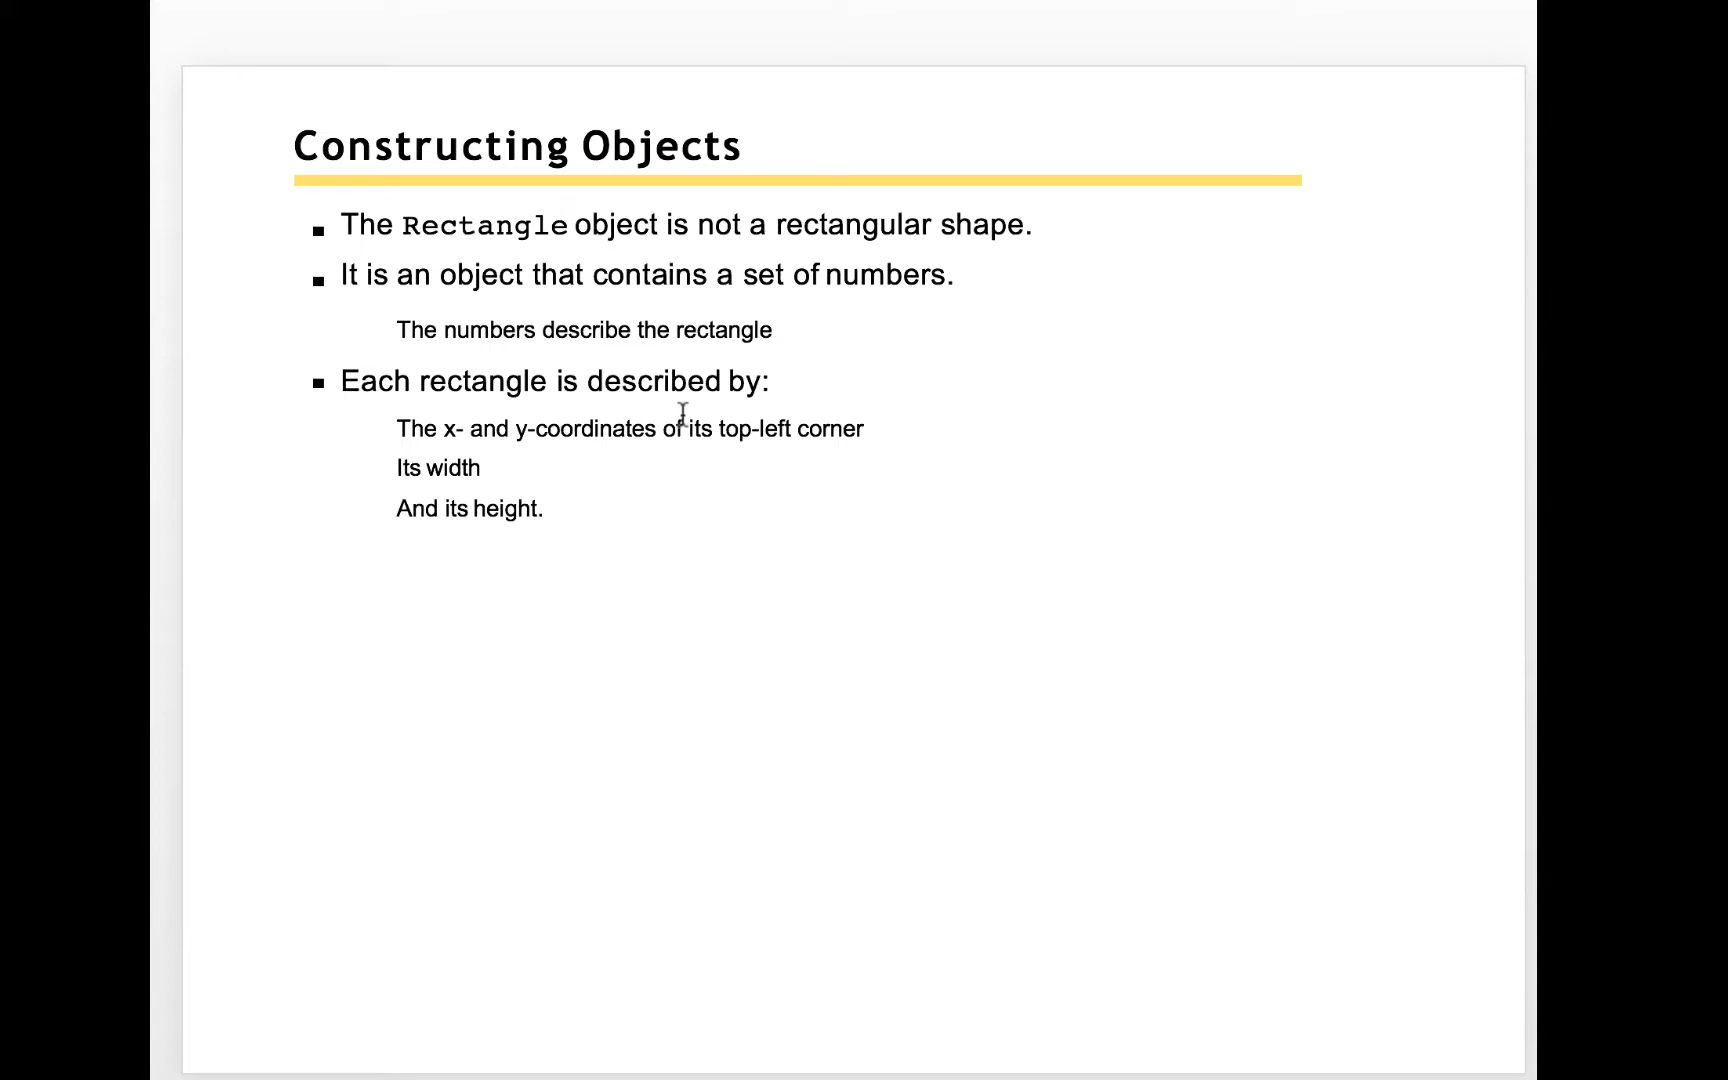 Constructing Objects
The Rectangle object is not a rectangular shape.
It is an object that contains a set of numbers.
The numbers describe the rectangle
Each rectangle is described by:
The x- and y-coordinates of its top-left corner
Its width
And its height.